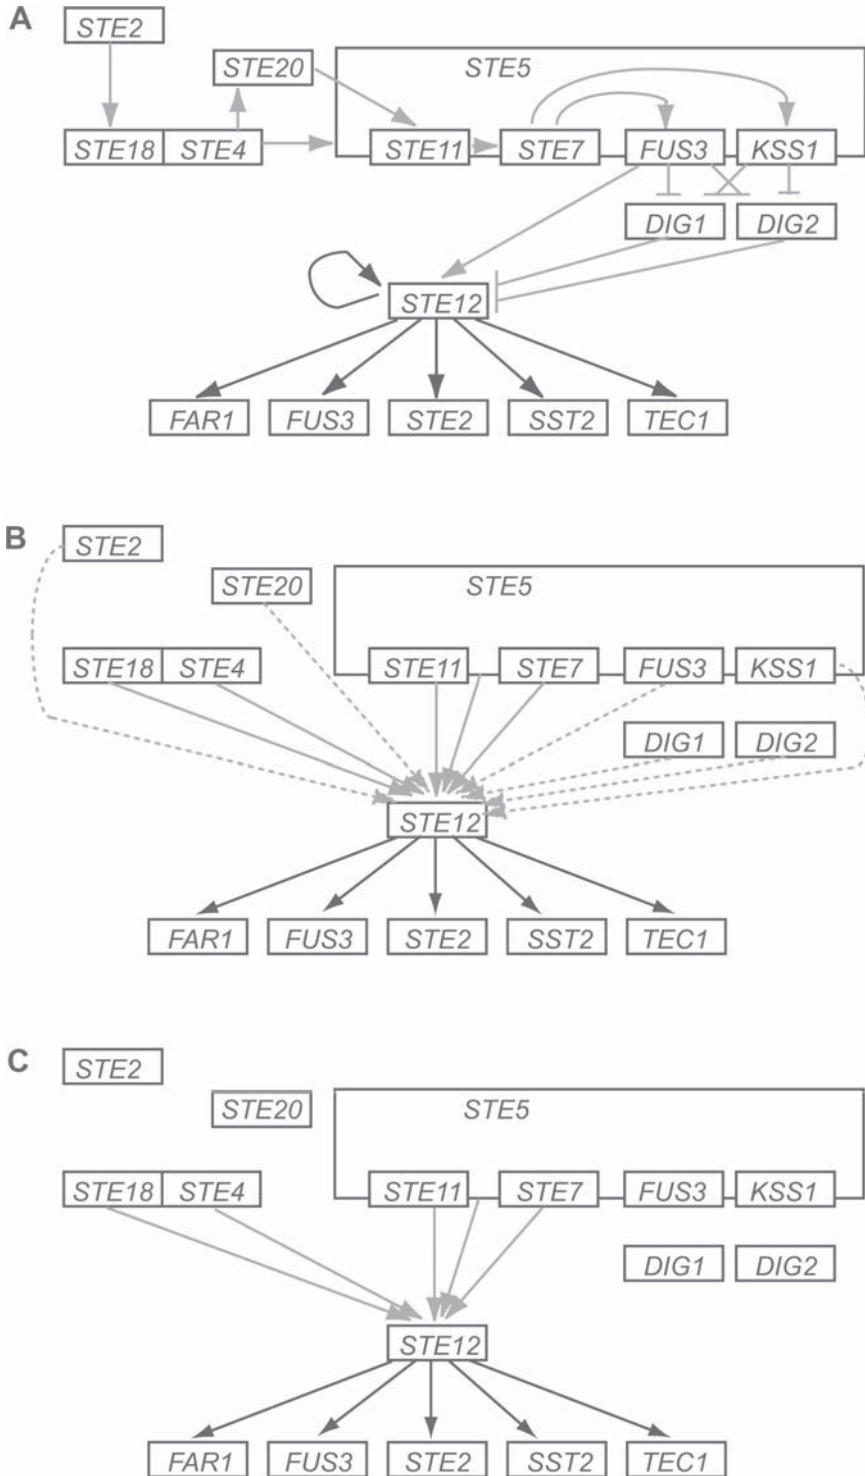 A
STE2
STE20
STE5
STE18 STE4 STE11 STE7 FUS3 KSS1
DIG1 DIG2
STE12
FAR1 FUS3 STE2 SST2 TEC1
B
STE2
STE20
STE5
STE18 STE4 STE11 STE7 FUS3 KSS1
DIG1 DIG2
STE12
FAR1 FUS3 STE2 SST2 TEC1
C
STE2
STE20 STE5
STE18 STE4 STE11 STE7 FUS3 KSS1
DIG1 DIG2
STE12
FAR1 FUS3 STE2 SST2 TEC1